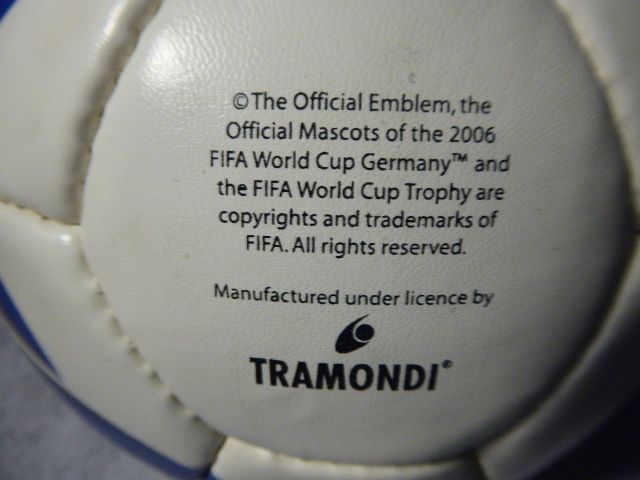 ©The Official Emblem, the
Official Mascots of the 2006
FIFA World Cup Germany™ and
the FIFA World Cup Trophy are
copyrights and trademarks of
FIFA. All rights reserved.
Manufactured under licence by
TRAMONDI®